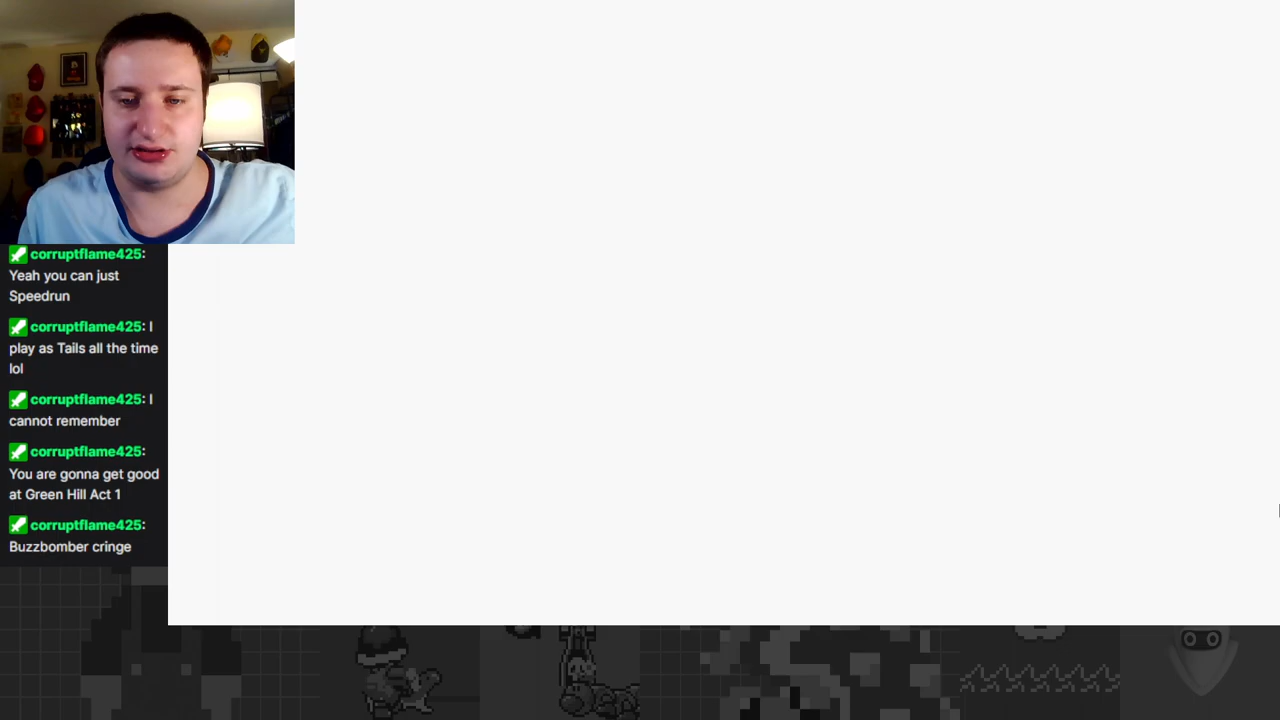 corruptflame425:
Yeah you can just
Speedrun
corruptflame425: I
play as Tails all the time
lol
corruptflame425: I
cannot remember
corruptflame425:
You are gonna get good
at Green Hill Act 1
corruptflame425:
Buzzbomber cringe